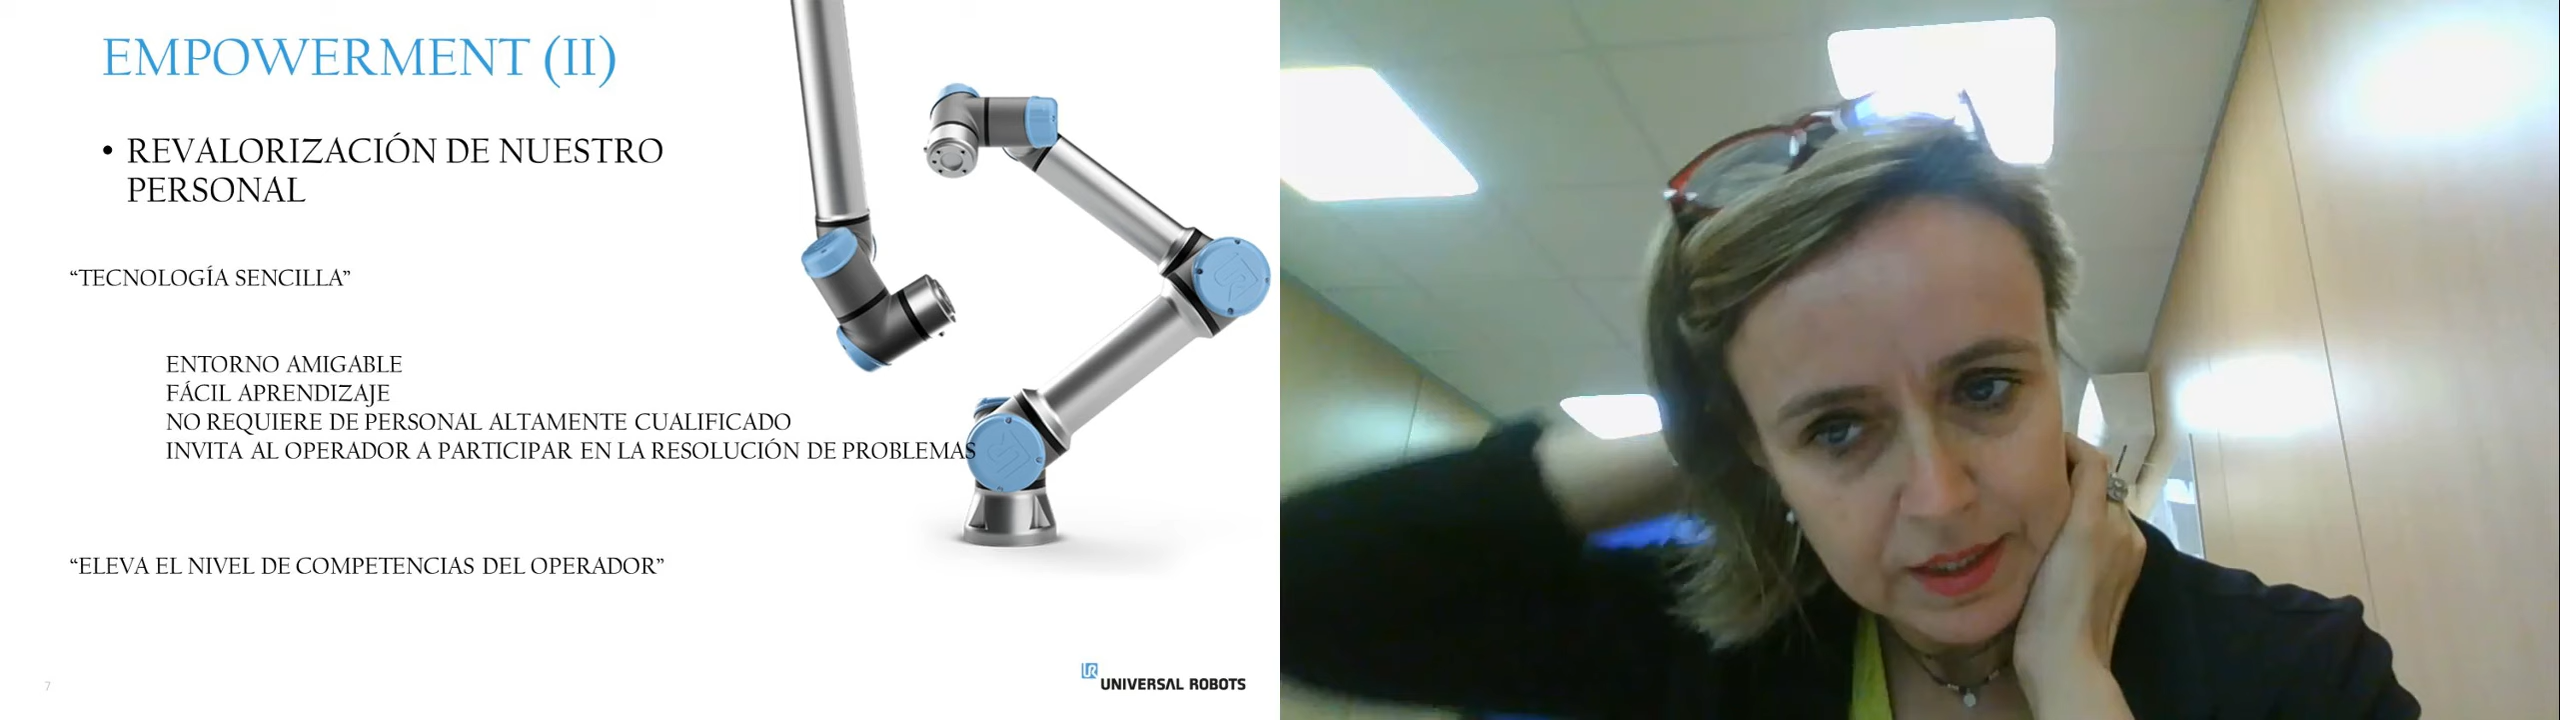 EMPOWERMENT (II)
• REVALORIZACIÓN DE NUESTRO
PERSONAL
“TECNOLOGÍA SENCILLA”
ENTORNO AMIGABLE
FÁCIL APRENDIZAJE
NO REQUIERE DE PERSONAL ALTAMENTE CUALIFICADO
INVITA AL OPERADOR A PARTICIPAR EN LA RESOLUCIÓN DE PROBLEMAS
“ELEVA EL NIVEL DE COMPETENCIAS DEL OPERADOR”
7
UR UNIVERSAL ROBOTS